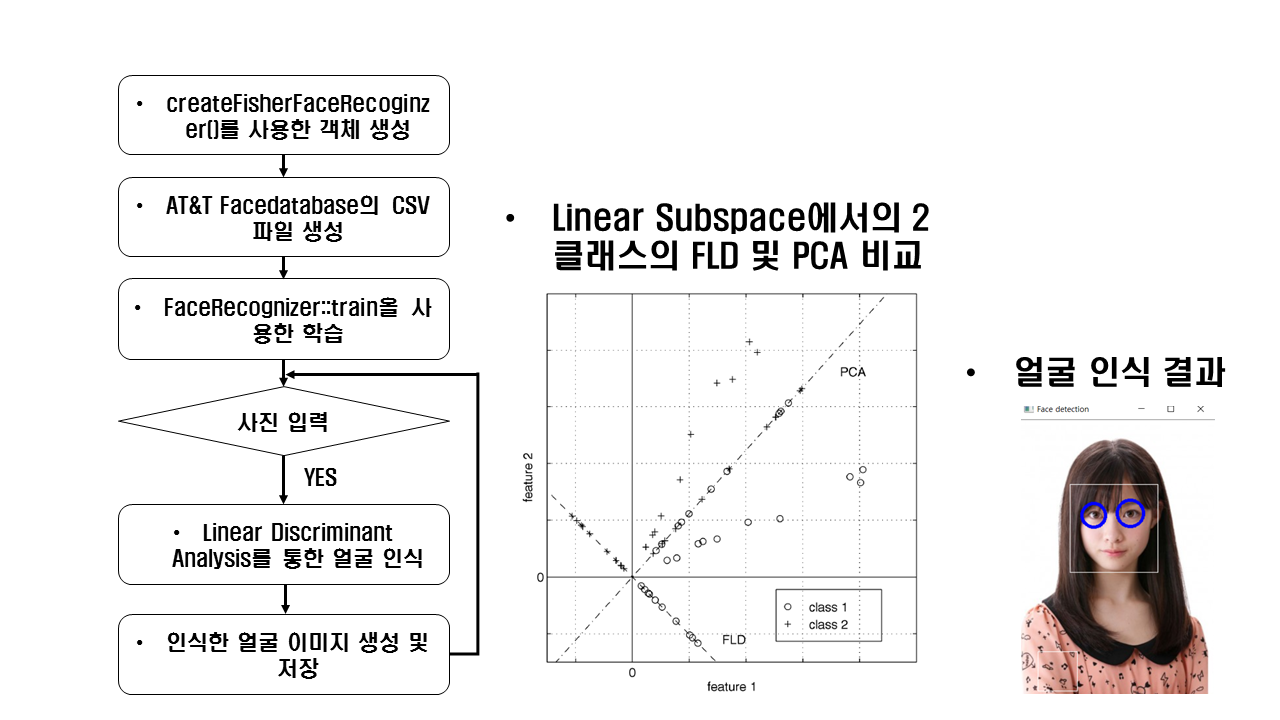 • createFisherFaceRecoginz
er()를 사용한 객체 생성
• AT&T Facedatabase의 CSV
파일 생성
• FaceRecognizer::train올 사
용한 학습
사진 입력
YES
• Linear Discriminant
Analysis를 통한 얼굴 인식
• 인식한 얼굴 이미지 생성 및
저장
• Linear Subspace에서의 2
클래스의 FLD 및 PCA 비교
PCA
feature 2
0
class 1
class 2
FLD
0
feature 1
• 얼굴 인식 결과
Face detection